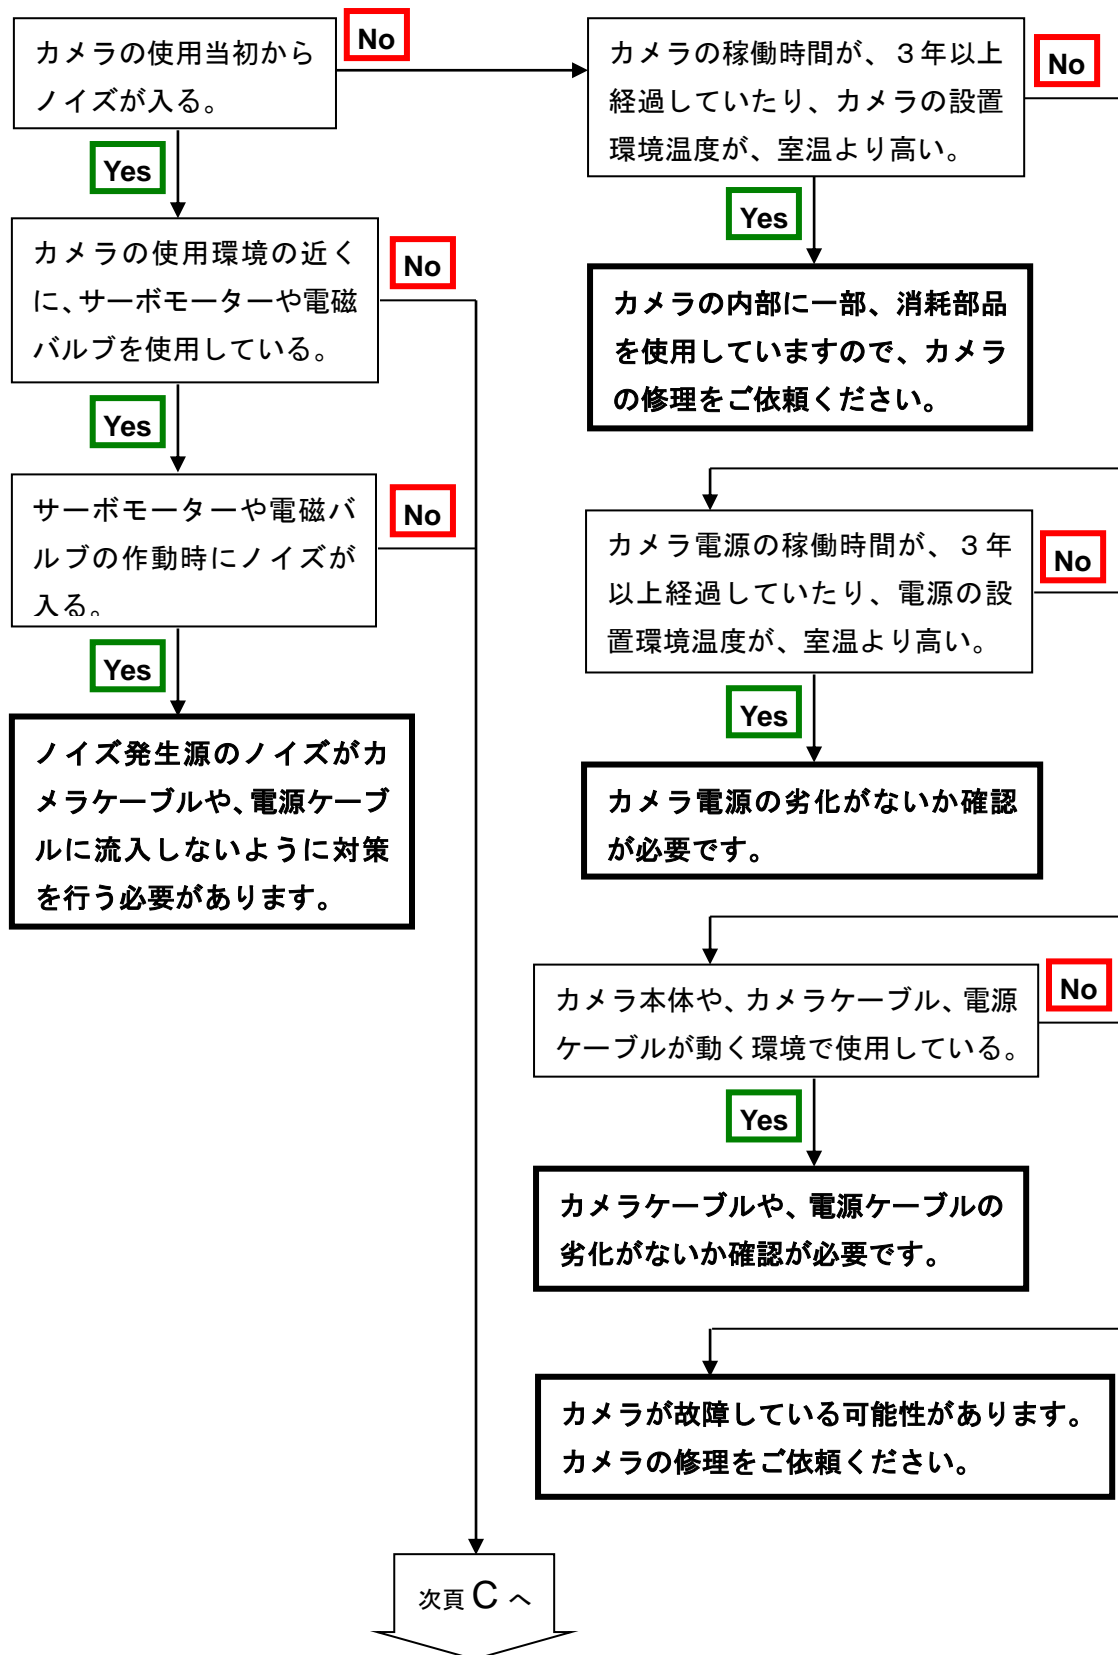 カメラの使用当初から
ノイズが入る。
No
Yes
カメラの使用環境の近く
に、サーボモーターや電磁
バルブを使用している。
No
Yes
サーボモーターや電磁バ
ルブの作動時にノイズが
入る。
No
Yes
ノイズ発生源のノイズがカ
メラケーブルや、電源ケーブ
ルに流入しないように対策
を行う必要があります。
カメラの稼働時間が、３年以上
経過していたり、カメラの設置
環境温度が、室温より高い。
No
Yes
カメラの内部に一部、消耗部品
を使用していますので、カメラ
の修理をご依頼ください。
カメラ電源の稼働時間が、３年
以上経過していたり、電源の設
置環境温度が、室温より高い。
No
Yes
カメラ電源の劣化がないか確認
が必要です。
カメラ本体や、カメラケーブル、電源
ケーブルが動く環境で使用している。
No
Yes
カメラケーブルや、電源ケーブルの
劣化がないか確認が必要です。
カメラが故障している可能性があります。
カメラの修理をご依頼ください。
次頁 C へ